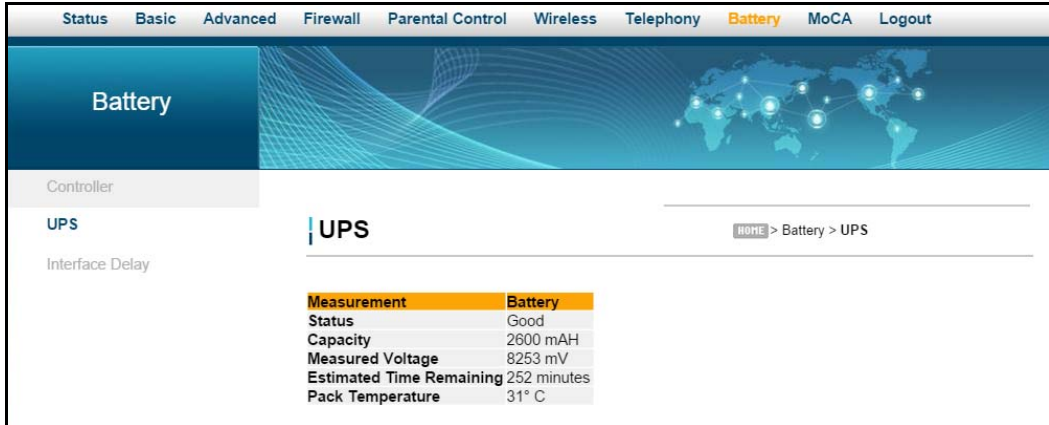 Status Basic Advanced Firewall Parental Control Wireless Telephony Battery MoCA Logout
Battery
Controller
UPS
Interface Delay
UPS
HOME > Battery > UPS
Measurement Battery
Status Good
Capacity 2600 mAH
Measured Voltage 8253 mV
Estimated Time Remaining 252 minutes
Pack Temperature 31° C